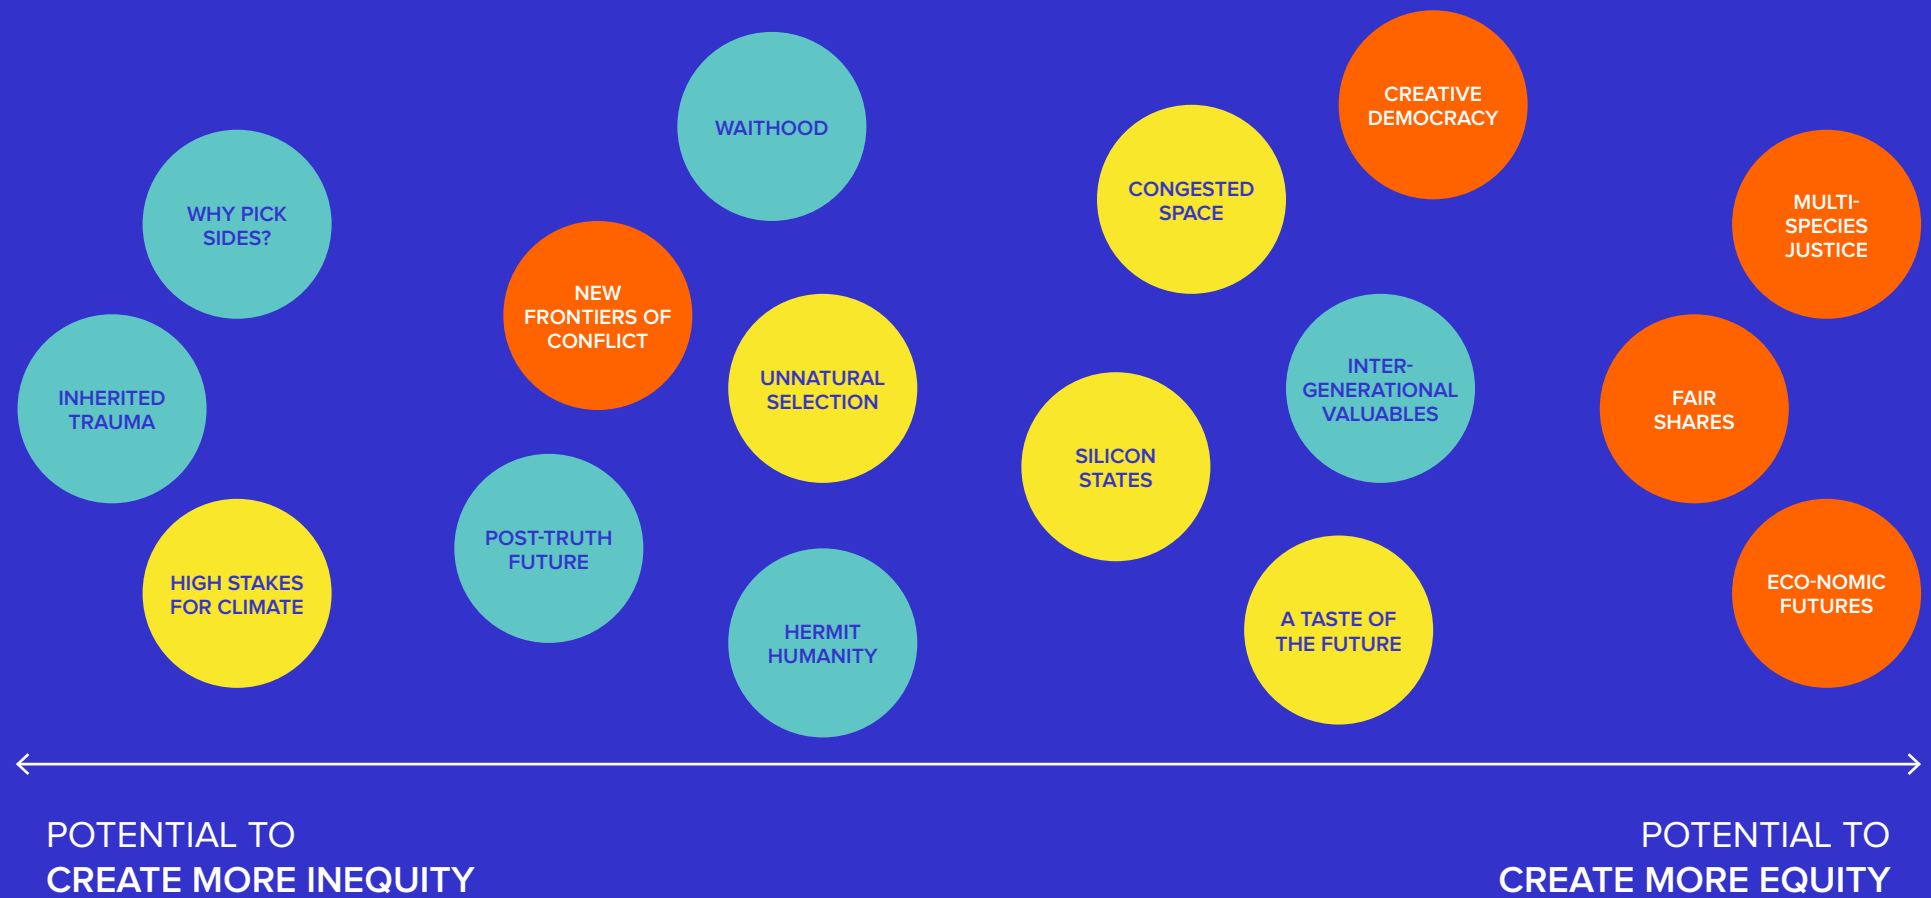 WAITHOOD
CREATIVE
DEMOCRACY
CONGESTED
SPACE
WHY PICK
SIDES?
MULTI-
SPECIES
JUSTICE
NEW
FRONTIERS OF
CONFLICT
UNNATURAL
SELECTION
INTER-
GENERATIONAL
VALUABLES
INHERITED
TRAUMA
FAIR
SHARES
SILICON
STATES
POST-TRUTH
FUTURE
HIGH STAKES
FOR CLIMATE
ECO-NOMIC
FUTURES
A TASTE OF
THE FUTURE
HERMIT
HUMANITY
POTENTIAL TO
CREATE MORE INEQUITY
POTENTIAL TO
CREATE MORE EQUITY